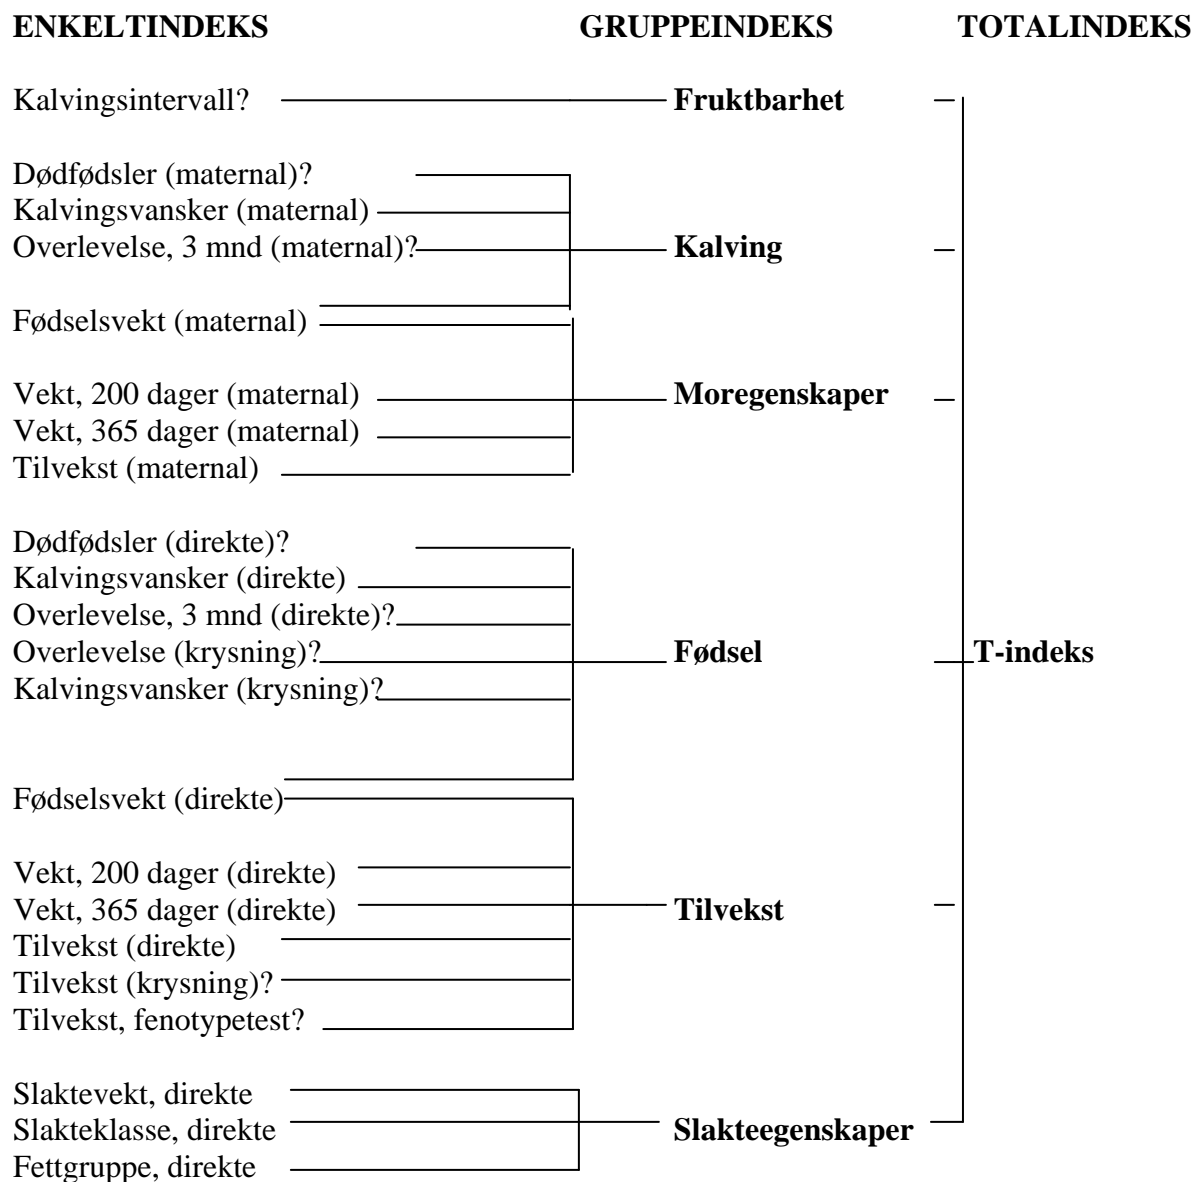 ENKELTINDEKS GRUPPEINDEKS TOTALINDEKS
Kalvingsintervall? Fruktbarhet
Dødfødsler (maternal)?
Kalvingsvansker (maternal)
Overlevelse, 3 mnd (maternal)? Kalving
Fødselsvekt (maternal)
Vekt, 200 dager (maternal) Moregenskaper
Vekt, 365 dager (maternal)
Tilvekst (maternal)
Dødfødsler (direkte)?
Kalvingsvansker (direkte)
Overlevelse, 3 mnd (direkte)?
Overlevelse (krysning)? Fødsel T-indeks
Kalvingsvansker (krysning)?
Fødselsvekt (direkte)
Vekt, 200 dager (direkte)
Vekt, 365 dager (direkte) Tilvekst
Tilvekst (direkte)
Tilvekst (krysning)?
Tilvekst, fenotypetest?
Slaktevekt, direkte
Slakteklasse, direkte Slakteegenskaper
Fettgruppe, direkte